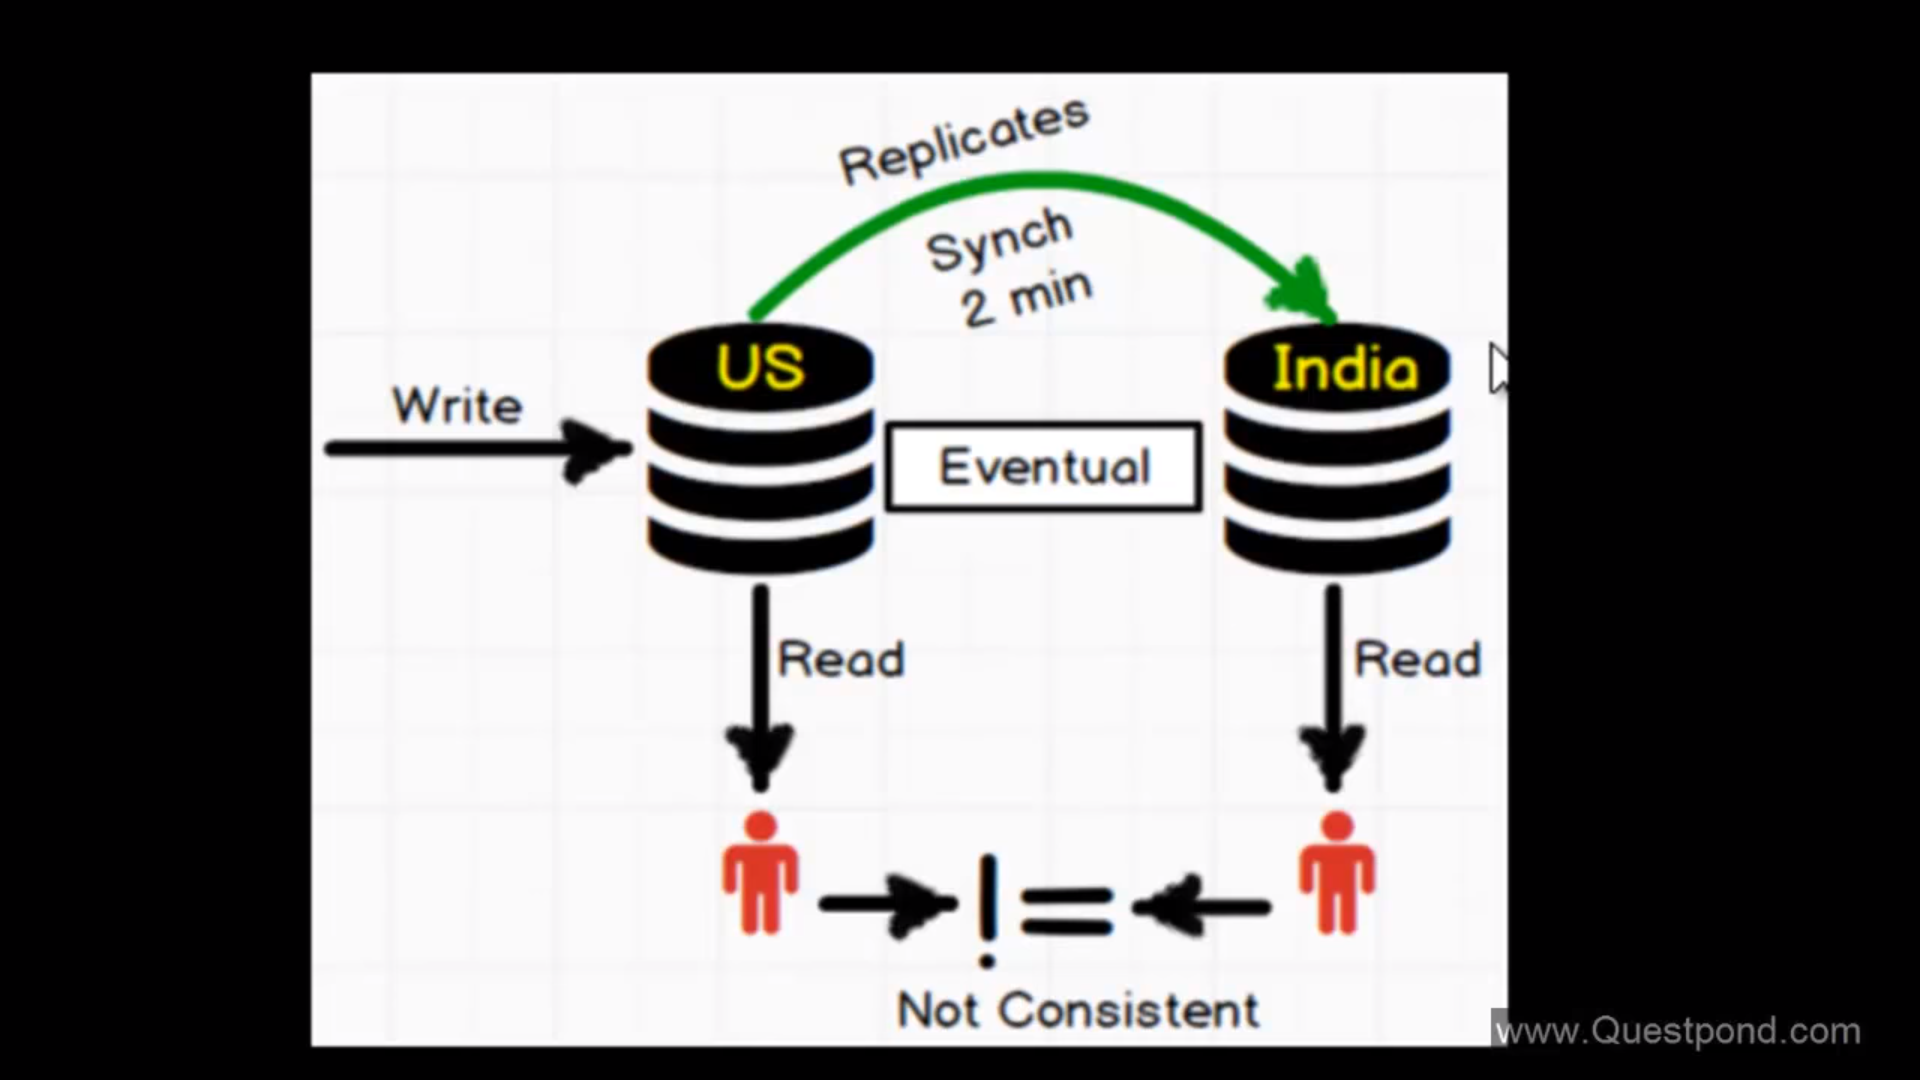 Replicates
Synch
2 min
US
India
Write
Eventual
Read
Read
!=
Not Consistent
www.Questpond.com